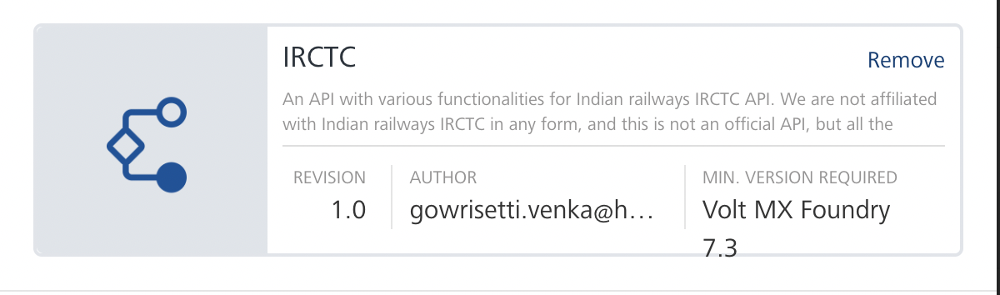 IRCTC
Remove
An API with various functionalities for Indian railways IRCTC API. We are not affiliated
with Indian railways IRCTC in any form, and this is not an official API, but all the
REVISION
1.0
AUTHOR
gowrisetti.venka@h...
MIN. VERSION REQUIRED
Volt MX Foundry
7.3